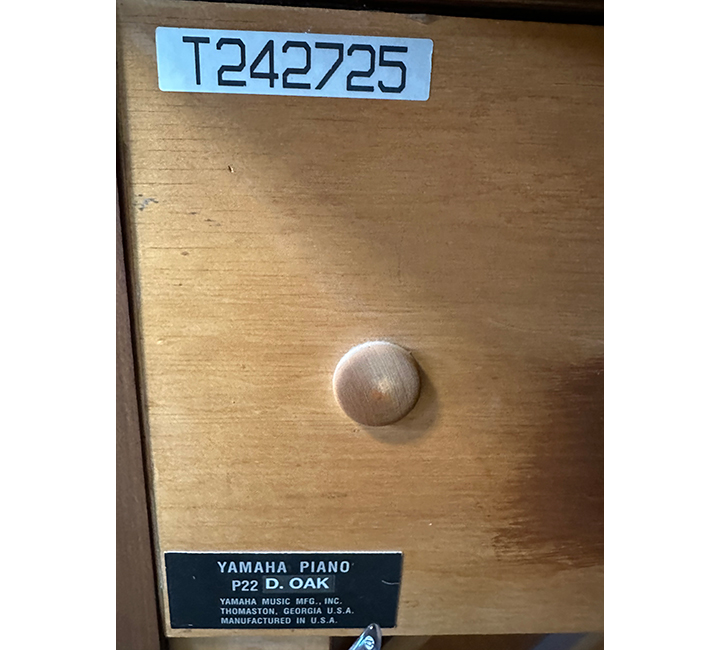 T242725
YAMAHA PIANO
P22 D. OAK
YAMAHA MUSIC MFG., INC.
THOMASTON, GEORGIA U.S.A.
MANUFACTURED IN U.S.A.